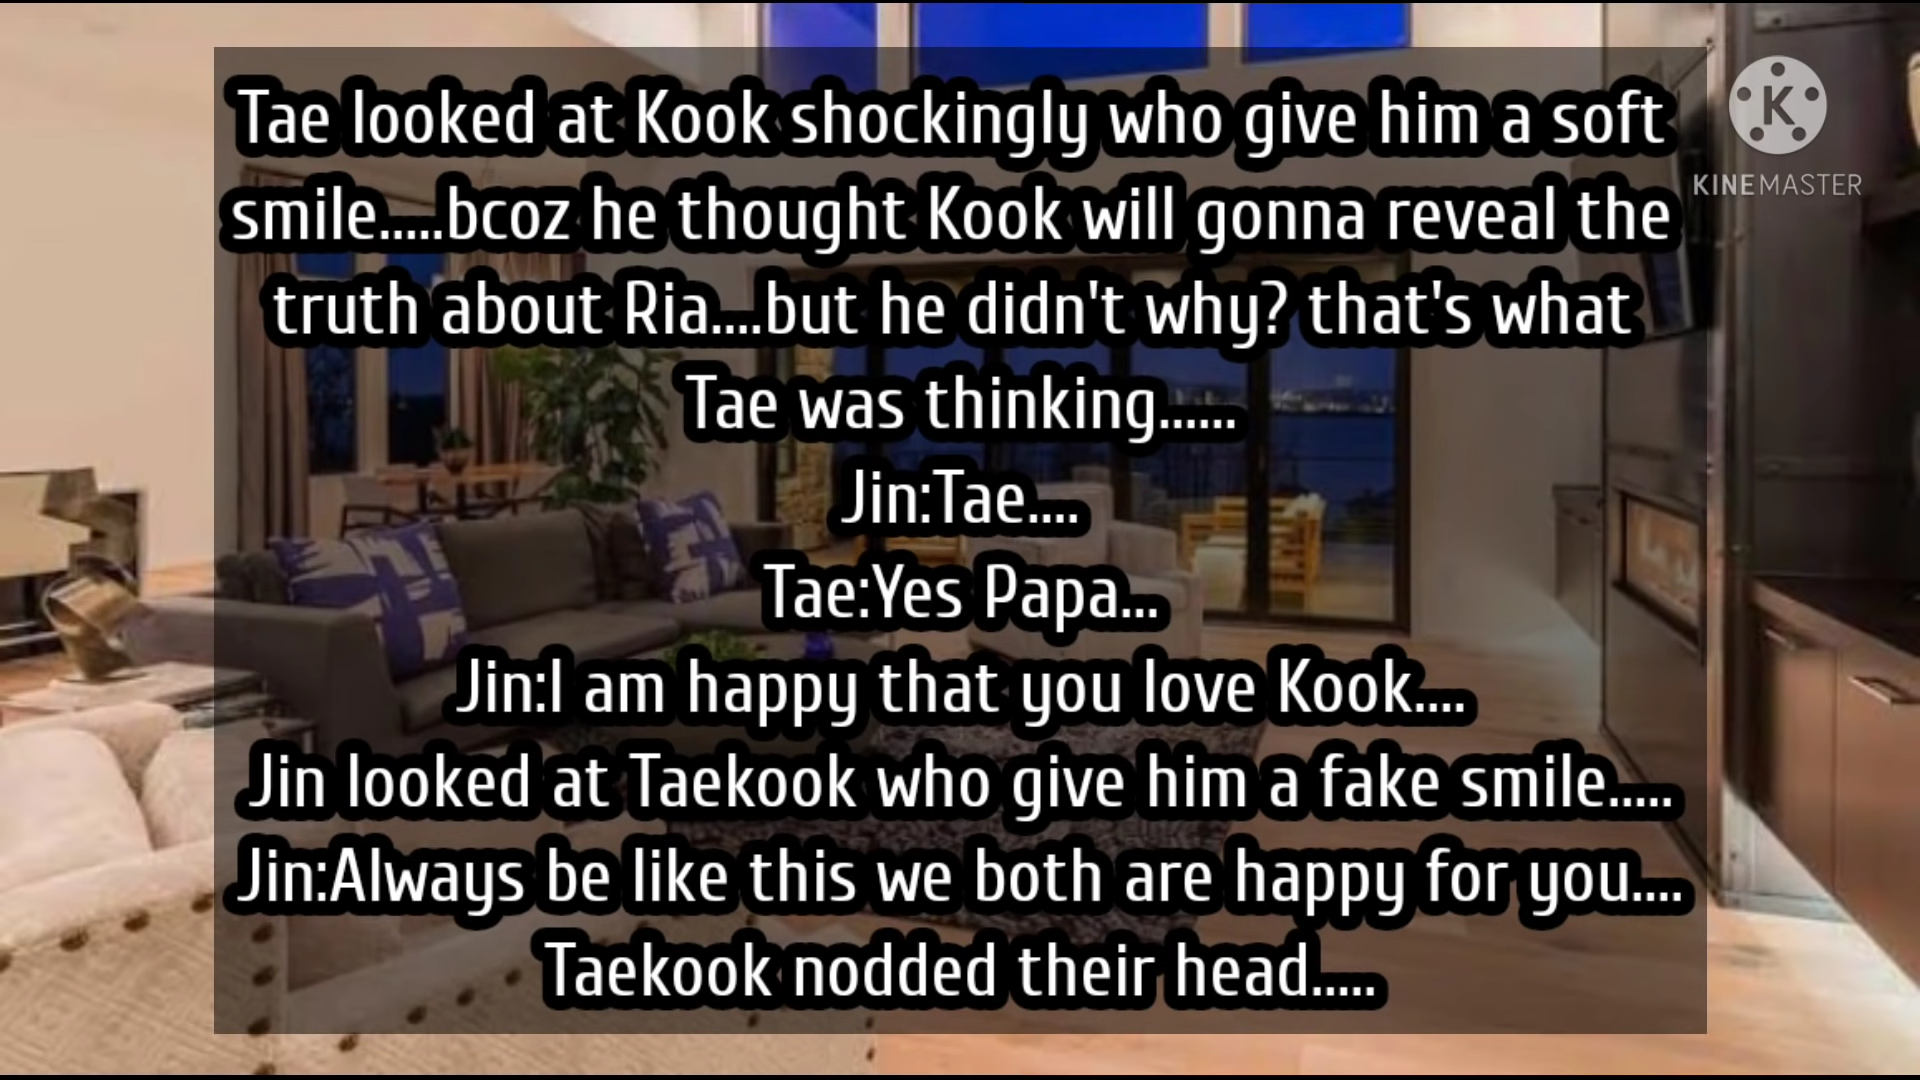 Tae looked at Kook shockingly who give him a soft
smile.....bcoz he thought Kook will gonna reveal the
truth about Ria....but he didn't why? that's what
Tae was thinking......
Jin:Tae....
Tae:Yes Papa...
Jin:I am happy that you love Kook....
Jin looked at Taekook who give him a fake smile.....
Jin:Always be like this we both are happy for you....
Taekook nodded their head.....
K
KINEMASTER